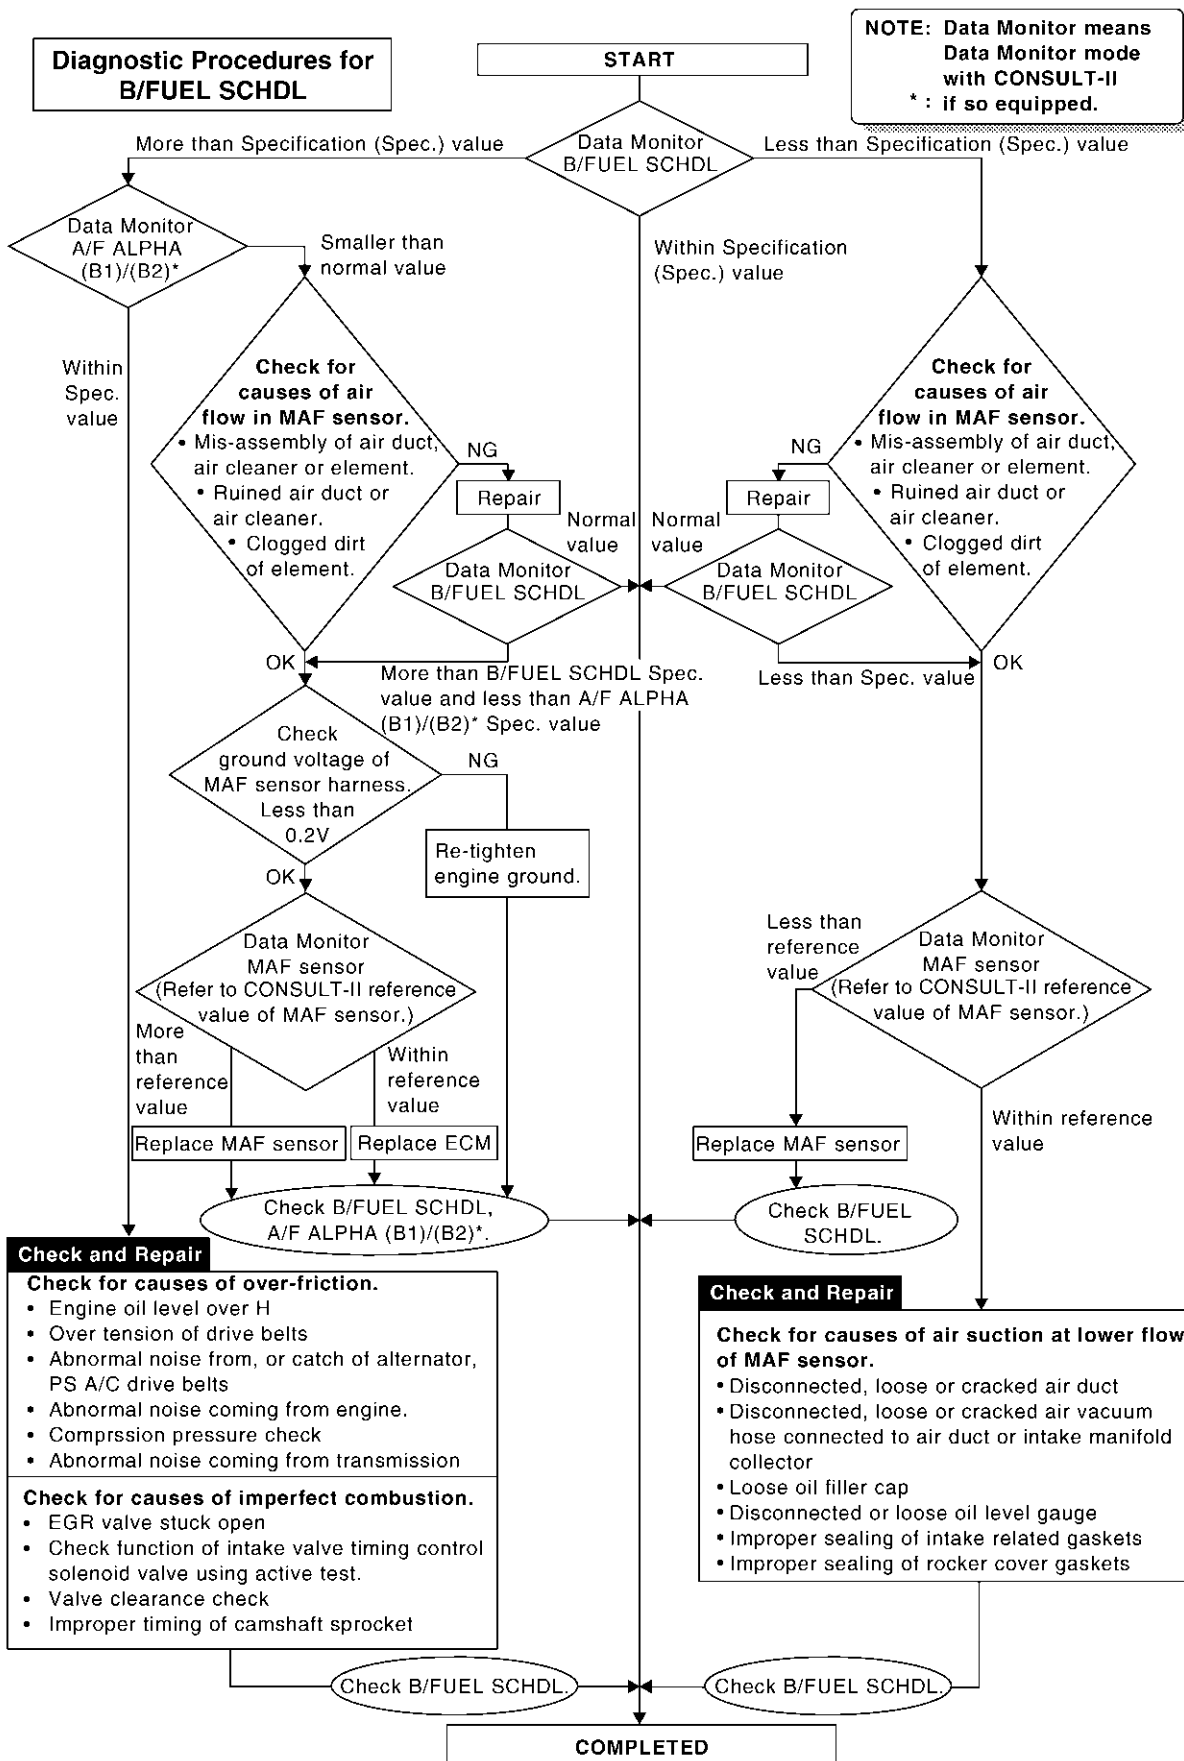 Diagnostic Procedures for
B/FUEL SCHDL
START
NOTE: Data Monitor means
Data Monitor mode
with CONSULT-II
* : if so equipped.
More than Specification (Spec.) value
Data Monitor
B/FUEL SCHDL
Less than Specification (Spec.) value
Data Monitor
A/F ALPHA
(B1)/(B2)*
Smaller than
normal value
Within Specification
(Spec.) value
Within
Spec.
value
Check for
causes of air
flow in MAF sensor.
• Mis-assembly of air duct,
air cleaner or element.
• Ruined air duct or
air cleaner.
• Clogged dirt
of element.
NG
Repair
Normal
value
Data Monitor
B/FUEL SCHDL
NG
Repair
Normal
value
Data Monitor
B/FUEL SCHDL
Check for
causes of air
flow in MAF sensor.
• Mis-assembly of air duct,
air cleaner or element.
• Ruined air duct or
air cleaner.
• Clogged dirt
of element.
OK
More than B/FUEL SCHDL Spec.
value and less than A/F ALPHA
(B1)/(B2)* Spec. value
Less than Spec. value
OK
Check
ground voltage of
MAF sensor harness.
Less than
0.2V
NG
Re-tighten
engine ground.
OK
Data Monitor
MAF sensor
(Refer to CONSULT-II reference
value of MAF sensor.)
More
than
reference
value
Within
reference
value
Replace MAF sensor
Replace ECM
Check B/FUEL SCHDL,
A/F ALPHA (B1)/(B2)*.
Less than
reference
value
Data Monitor
MAF sensor
(Refer to CONSULT-II reference
value of MAF sensor.)
Within reference
value
Replace MAF sensor
Check B/FUEL
SCHDL.
Check and Repair
Check for causes of over-friction.
• Engine oil level over H
• Over tension of drive belts
• Abnormal noise from, or catch of alternator,
PS A/C drive belts
• Abnormal noise coming from engine.
• Comprssion pressure check
• Abnormal noise coming from transmission
Check for causes of imperfect combustion.
• EGR valve stuck open
• Check function of intake valve timing control
solenoid valve using active test.
• Valve clearance check
• Improper timing of camshaft sprocket
Check and Repair
Check for causes of air suction at lower flow
of MAF sensor.
• Disconnected, loose or cracked air duct
• Disconnected, loose or cracked air vacuum
hose connected to air duct or intake manifold
collector
• Loose oil filler cap
• Disconnected or loose oil level gauge
• Improper sealing of intake related gaskets
• Improper sealing of rocker cover gaskets
Check B/FUEL SCHDL.
Check B/FUEL SCHDL.
COMPLETED